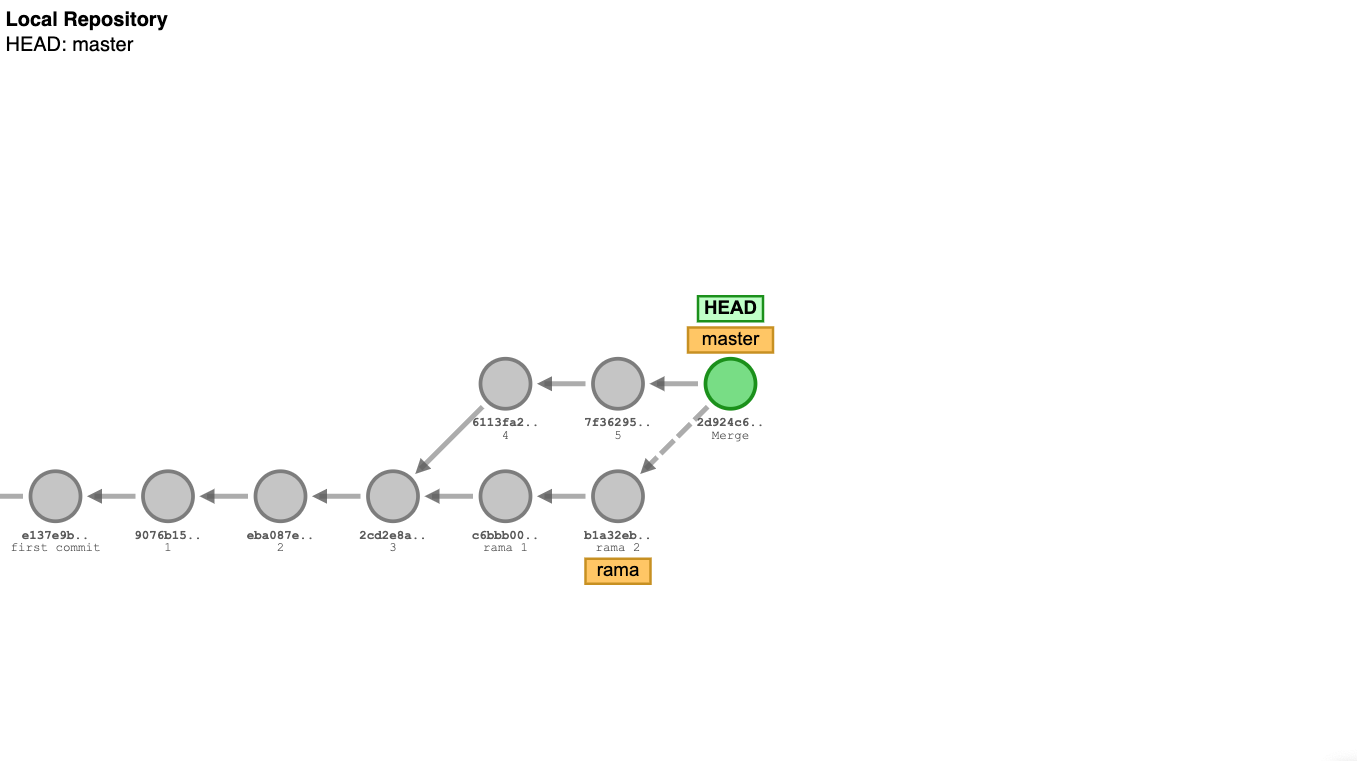 Local Repository
HEAD: master
HEAD
master
6113fa2..
4
7f36295..
5
2d924c6..
Merge
e137e9b..
first commit
9076b15..
1
eba087e..
2
2cd2e8a..
3
c6bbb00..
rama 1
b1a32eb..
rama 2
rama